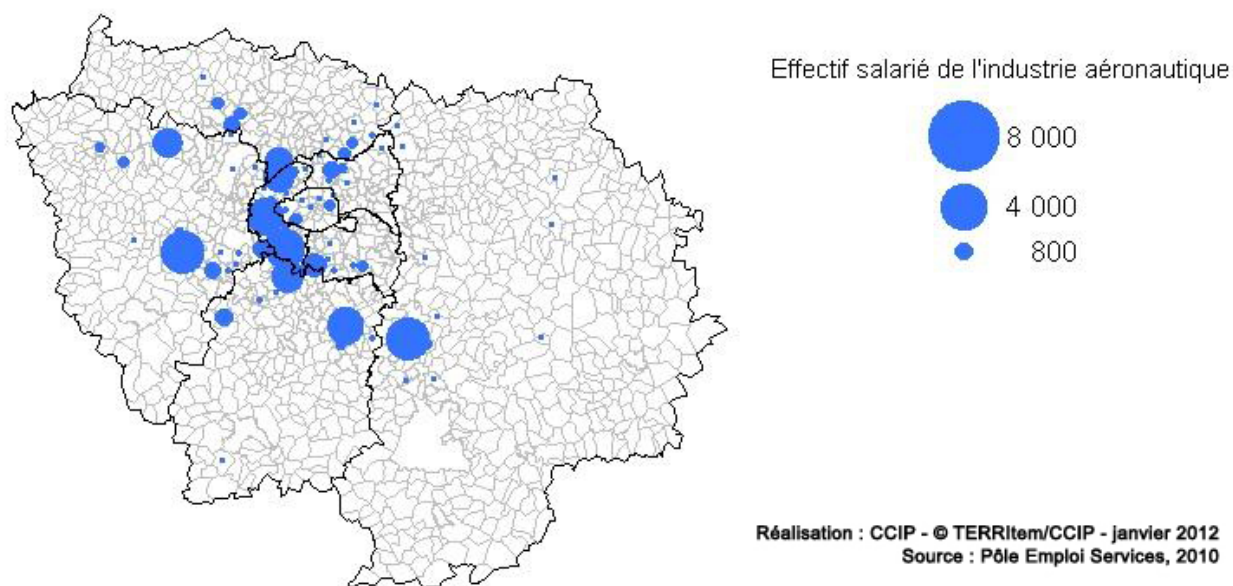 Effectif salarié de l'industrie aéronautique
8 000
4 000
800
Réalisation : CCIP - © TERRItem/CCIP - janvier 2012
Source : Pôle Emploi Services, 2010